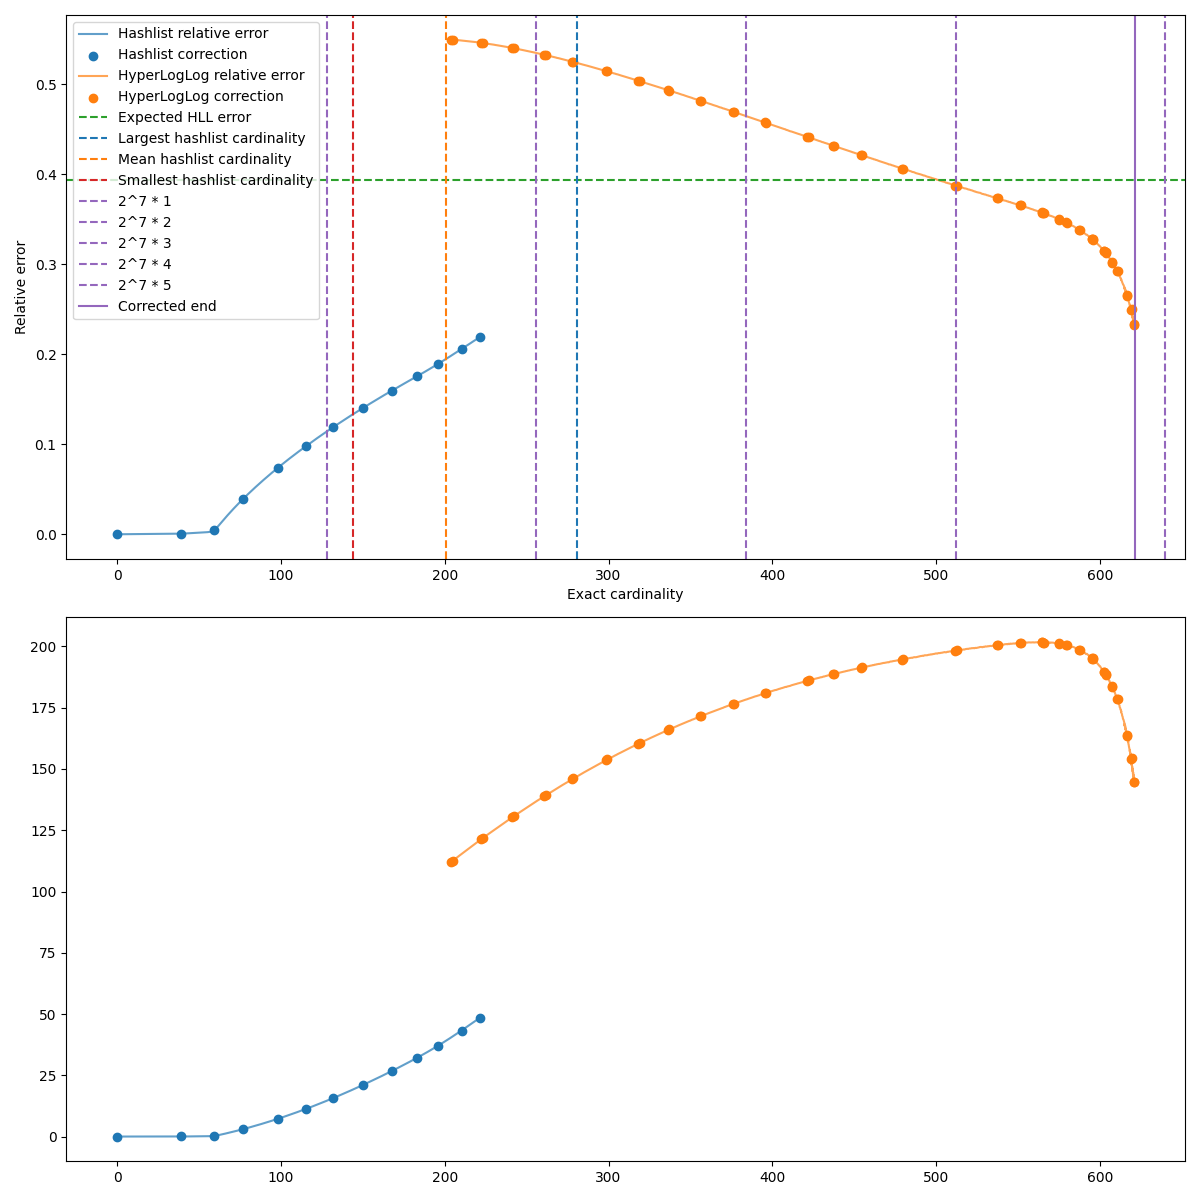 Hashlist relative error
Hashlist correction
HyperLogLog relative error
HyperLogLog correction
Expected HLL error
Largest hashlist cardinality
Mean hashlist cardinality
Smallest hashlist cardinality
2^7 * 1
2^7 * 2
2^7 * 3
2^7 * 4
2^7 * 5
Corrected end
Relative error
0.5
0.4
0.3
0.2
0.1
0.0
0 100 200 300 400 500 600
Exact cardinality
200
175
150
125
100
75
50
25
0
0 100 200 300 400 500 600